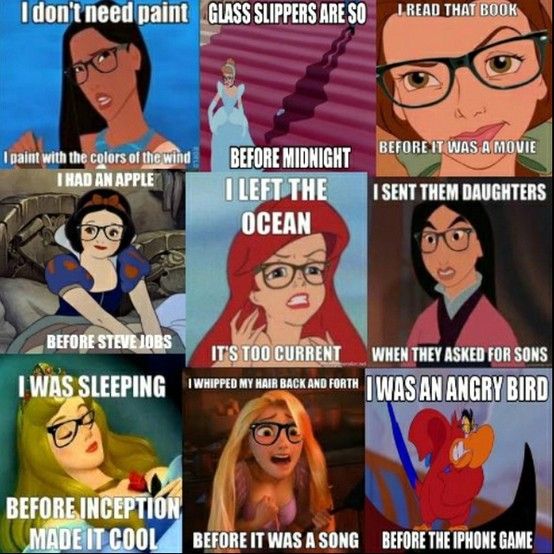 I don't need paint
I paint with the colors of the wind
GLASS SLIPPERS ARE SO
BEFORE MIDNIGHT
I READ THAT BOOK
BEFORE IT WAS A MOVIE
I HAD AN APPLE
BEFORE STEVE JOBS
I LEFT THE
OCEAN
IT'S TOO CURRENT
I SENT THEM DAUGHTERS
WHEN THEY ASKED FOR SONS
I WAS SLEEPING
BEFORE INCEPTION
MADE IT COOL
I WHIPPED MY HAIR BACK AND FORTH
BEFORE IT WAS A SONG
I WAS AN ANGRY BIRD
BEFORE THE IPHONE GAME